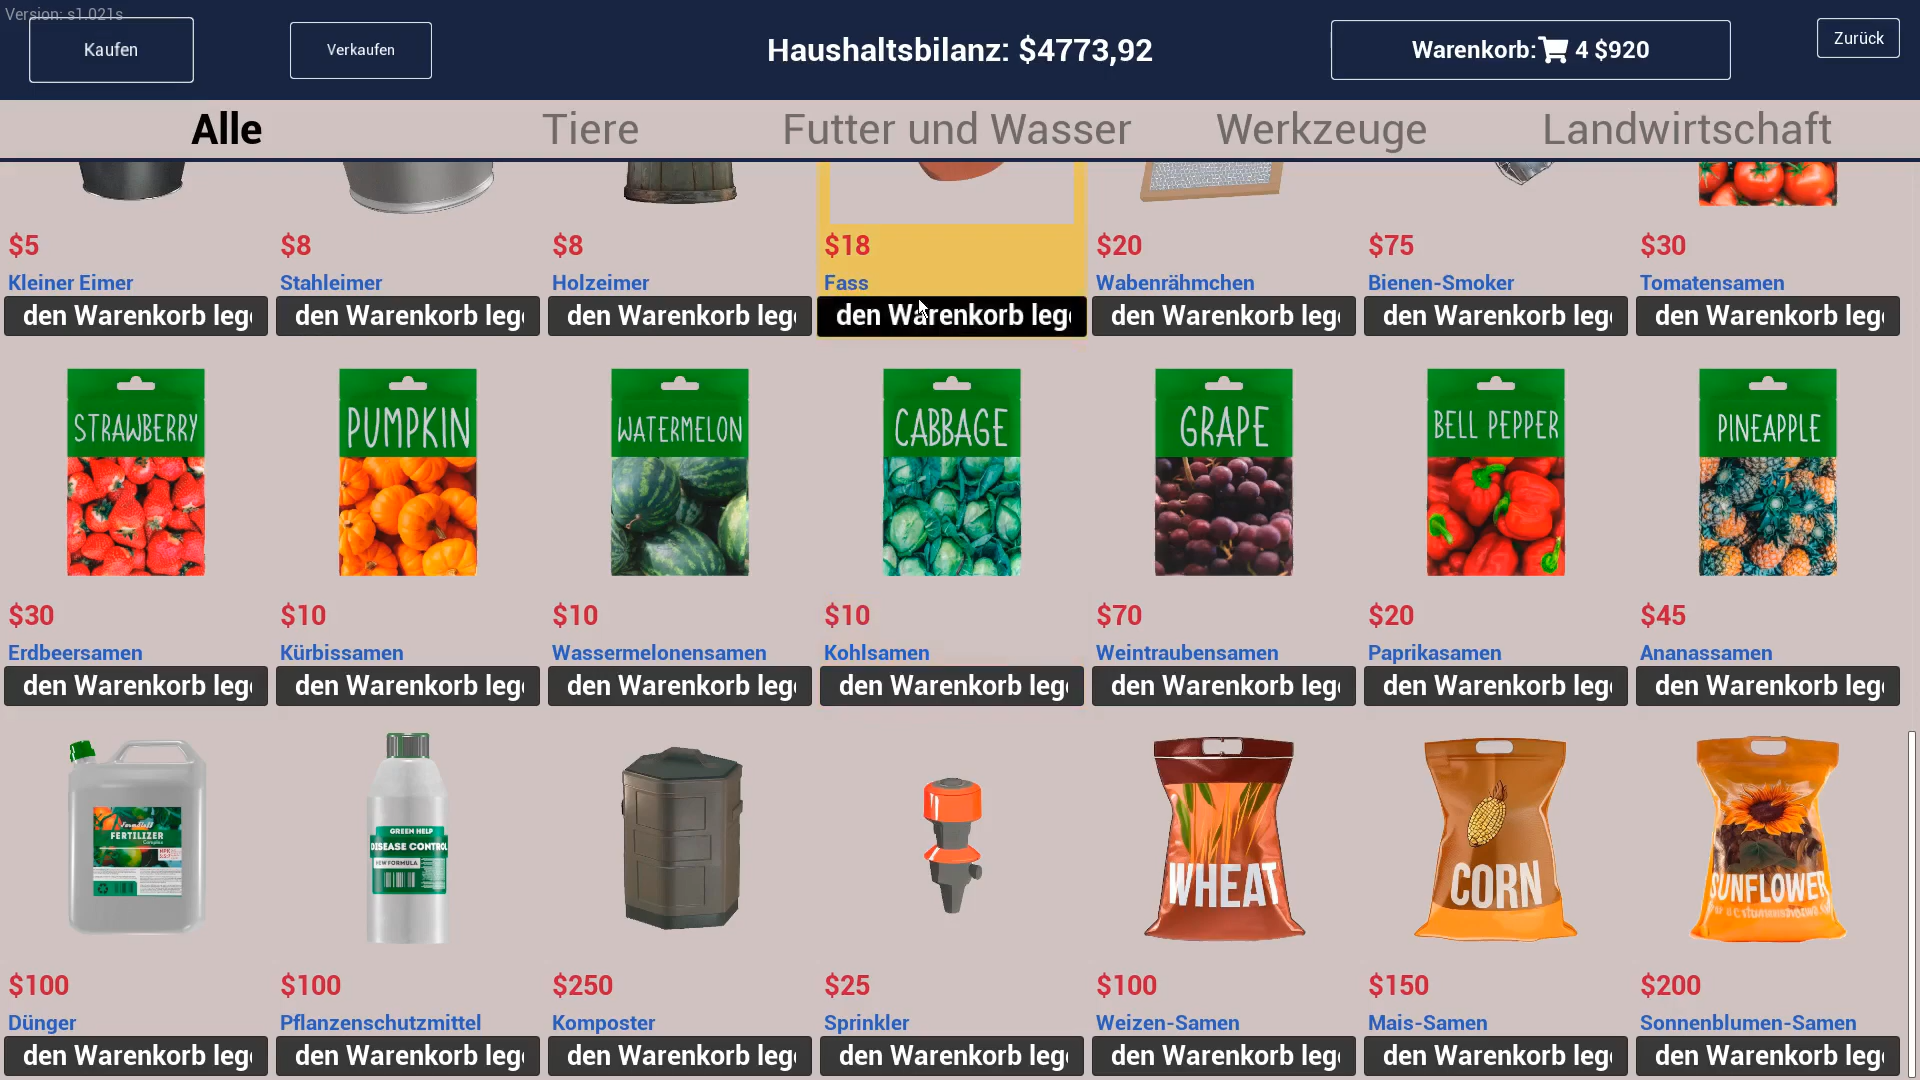 Version: s1.021s
Kaufen
Verkaufen
Haushaltsbilanz: $4773,92
Warenkorb: 4 $920
Zurück
Alle
Tiere
Futter und Wasser
Werkzeuge
Landwirtschaft
$5
$8
$8
$18
$20
$75
$30
Kleiner Eimer
Stahleimer
Holzeimer
Fass
Wabenrähmchen
Bienen-Smoker
Tomatensamen
den Warenkorb leg
den Warenkorb leg
den Warenkorb leg
den Warenkorb leg
den Warenkorb leg
den Warenkorb leg
den Warenkorb leg
STRAWBERRY
PUMPKIN
WATERMELON
CABBAGE
GRAPE
BELL PEPPER
PINEAPPLE
$30
$10
$10
$10
$70
$20
$45
Erdbeersamen
Kürbissamen
Wassermelonensamen
Kohlsamen
Weintraubensamen
Paprikasamen
Ananassamen
den Warenkorb leg
den Warenkorb leg
den Warenkorb leg
den Warenkorb leg
den Warenkorb leg
den Warenkorb leg
den Warenkorb leg
FERTILIZER
Complex
GREEN HELP
DISEASE CONTROL
NEW FORMULA
WHEAT
CORN
SUNFLOWER
$100
$100
$250
$25
$100
$150
$200
Dünger
Pflanzenschutzmittel
Komposter
Sprinkler
Weizen-Samen
Mais-Samen
Sonnenblumen-Samen
den Warenkorb leg
den Warenkorb leg
den Warenkorb leg
den Warenkorb leg
den Warenkorb leg
den Warenkorb leg
den Warenkorb leg